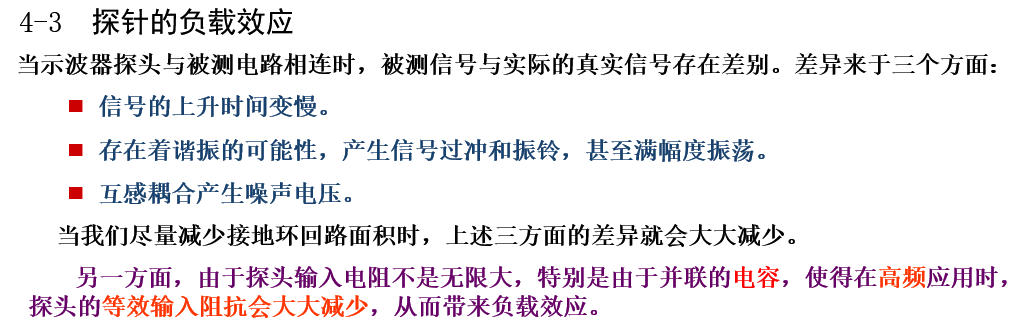 4-3 探针的负载效应
当示波器探头与被测电路相连时，被测信号与实际的真实信号存在差别。差异来于三个方面：
■ 信号的上升时间变慢。
■ 存在着谐振的可能性，产生信号过冲和振铃，甚至满幅度振荡。
■ 互感耦合产生噪声电压。
当我们尽量减少接地环回路面积时，上述三方面的差异就会大大减少。
另一方面，由于探头输入电阻不是无限大，特别是由于并联的电容，使得在高频应用时，
探头的等效输入阻抗会大大减少，从而带来负载效应。